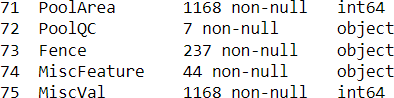 71 PoolArea 1168 non-null int64
72 PoolQC 7 non-null object
73 Fence 237 non-null object
74 MiscFeature 44 non-null object
75 MiscVal 1168 non-null int64